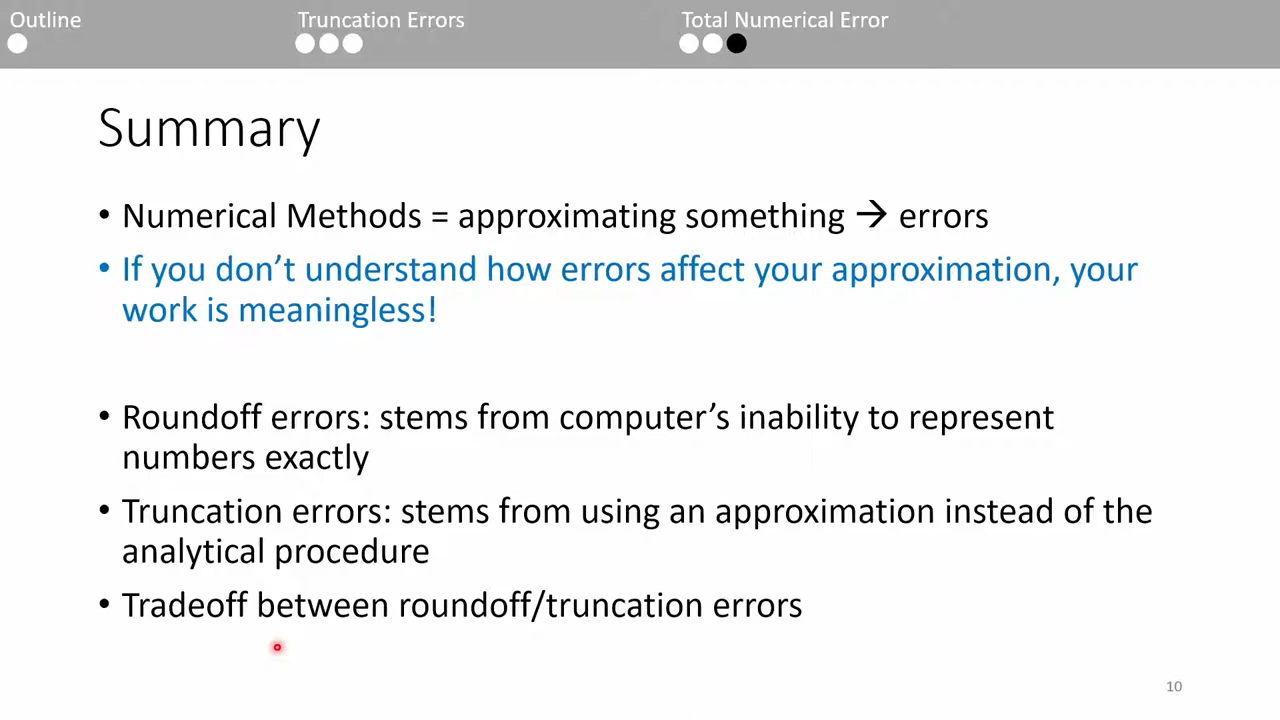 Outline
Truncation Errors
Total Numerical Error
Summary
• Numerical Methods = approximating something → errors
• If you don’t understand how errors affect your approximation, your
work is meaningless!
• Roundoff errors: stems from computer’s inability to represent
numbers exactly
• Truncation errors: stems from using an approximation instead of the
analytical procedure
• Tradeoff between roundoff/truncation errors
10